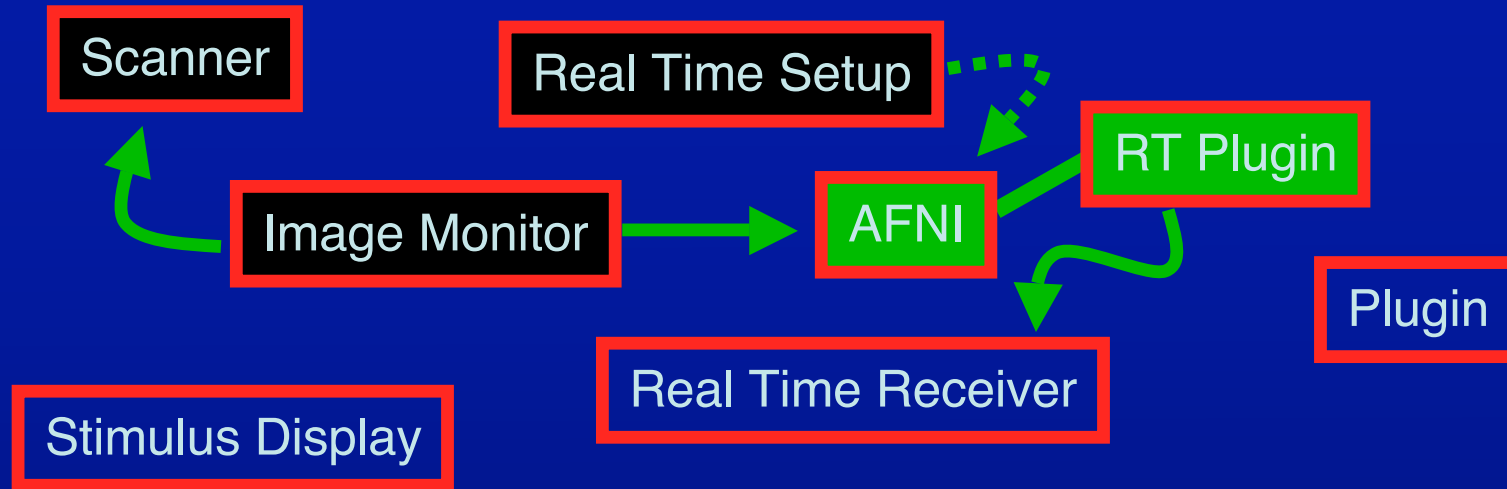 Scanner
Real Time Setup
RT Plugin
Image Monitor
AFNI
Plugin
Real Time Receiver
Stimulus Display